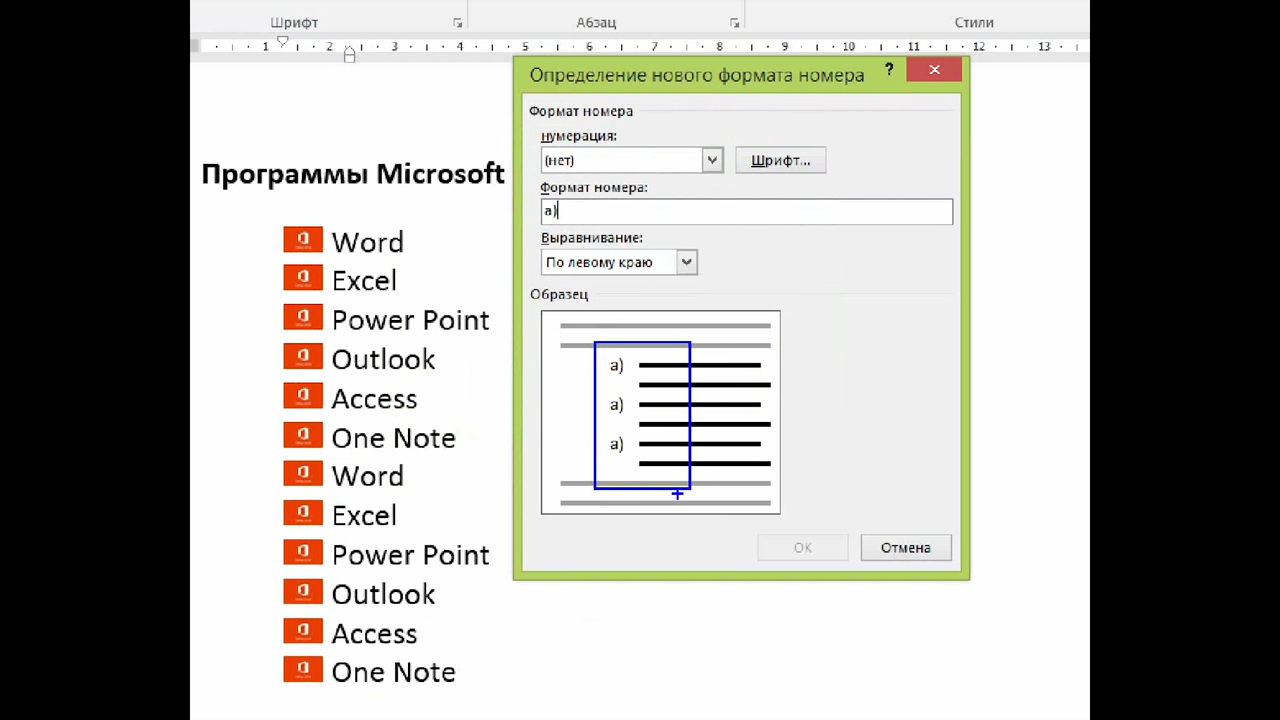 Шрифт
Абзац
Стили
1 2 3 4 5 6 7 8 9 10 11 12 13
Определение нового формата номера
?
Формат номера
нумерация:
(нет)
Шрифт...
Формат номера:
а)
Выравнивание:
По левому краю
Образец
а)
а)
а)
ОК
Отмена
Программы Microsoft
Word
Excel
Power Point
Outlook
Access
One Note
Word
Excel
Power Point
Outlook
Access
One Note